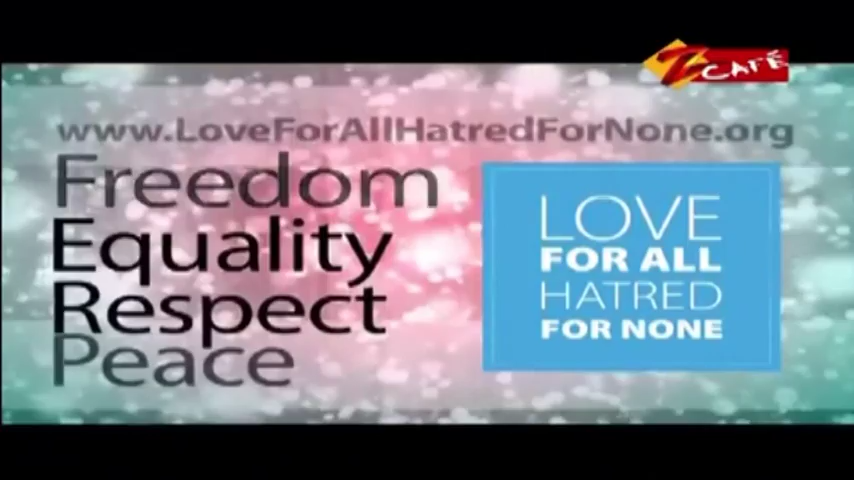 Z CAFÉ
www.LoveForAllHatredForNone.org
Freedom
Equality
Respect
Peace
LOVE
FOR ALL
HATRED
FOR NONE